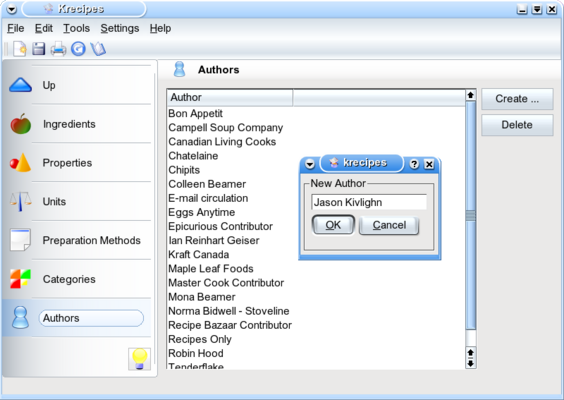 Krecipes
File Edit Tools Settings Help
Up
Ingredients
Properties
Units
Preparation Methods
Categories
Authors
Authors
Author
Bon Appetit
Campell Soup Company
Canadian Living Cooks
Chatelaine
Chipits
Colleen Beamer
E-mail circulation
Eggs Anytime
Epicurious Contributor
Ian Reinhart Geiser
Kraft Canada
Maple Leaf Foods
Master Cook Contributor
Mona Beamer
Norma Bidwell - Stoveline
Recipe Bazaar Contributor
Recipes Only
Robin Hood
Tenderflake
Create ...
Delete
krecipes
New Author
Jason Kivlighn
OK Cancel